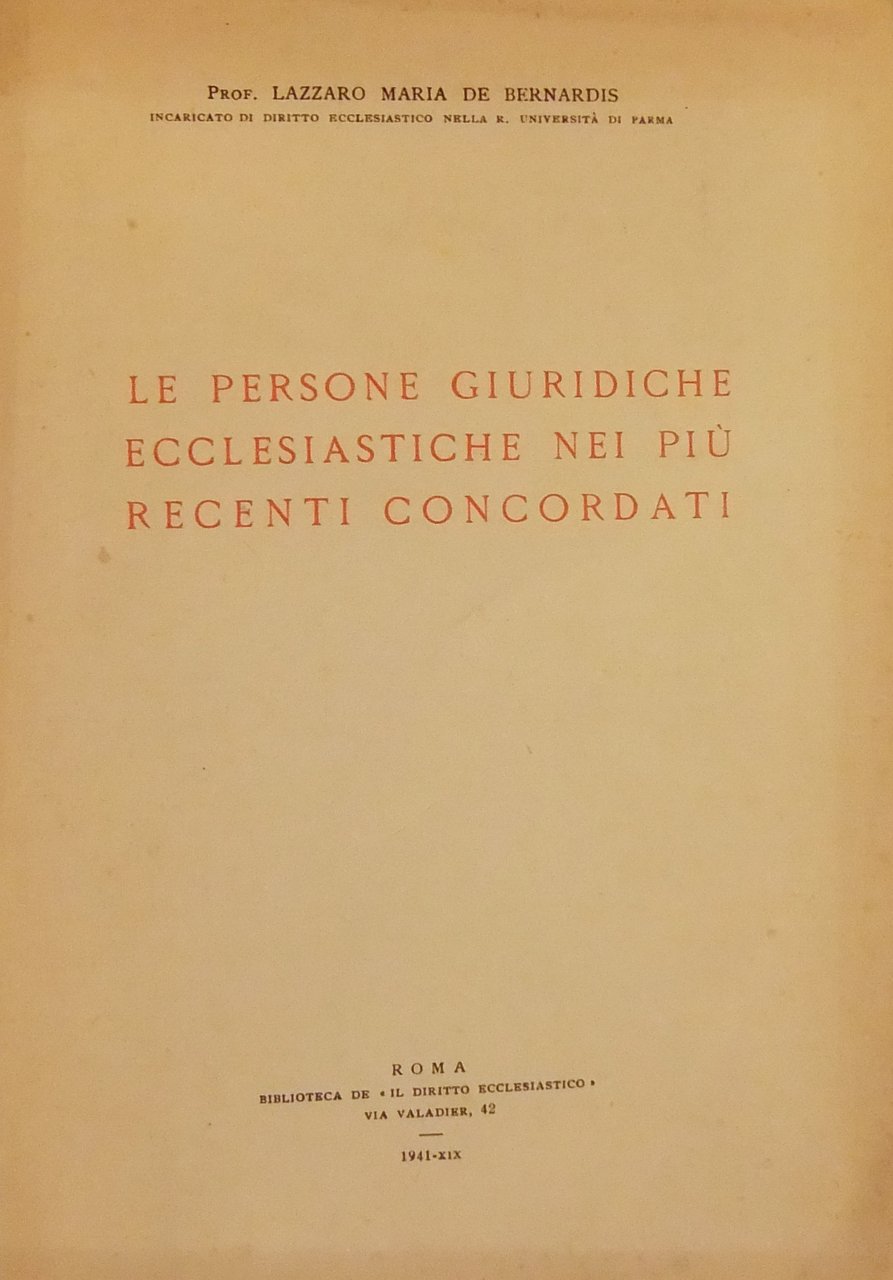 Prof. LAZZARO MARIA DE BERNARDIS
INCARICATO DI DIRITTO ECCLESIASTICO NELLA R. UNIVERSITÀ DI PARMA
LE PERSONE GIURIDICHE
ECCLESIASTICHE NEI PIÙ
RECENTI CONCORDATI
ROMA
BIBLIOTECA DE « IL DIRITTO ECCLESIASTICO »
VIA VALADIER, 42
1941-XIX